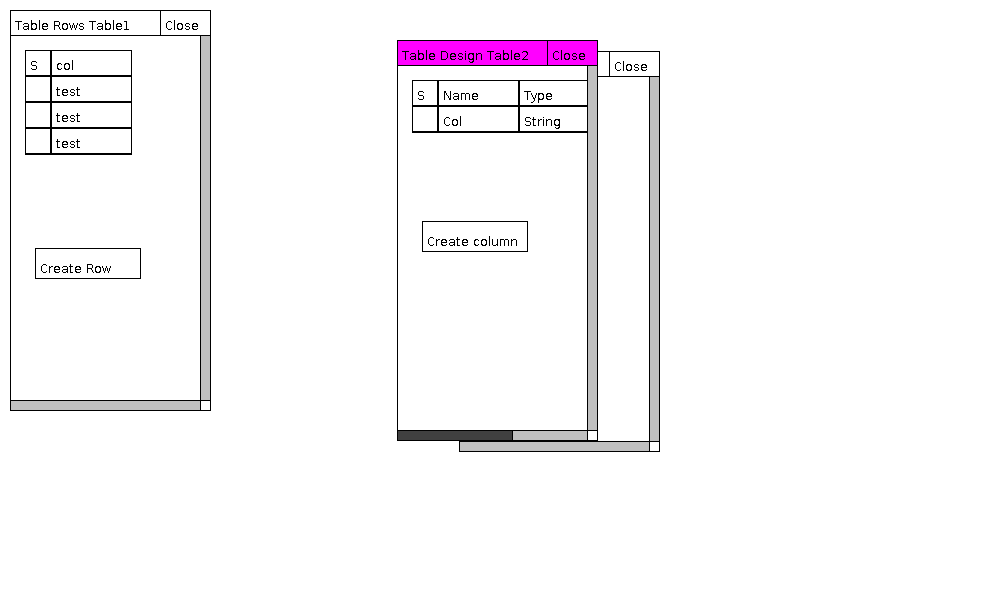 Table Rows Table1 Close
S col
test
test
test
Create Row
Table Design Table2 Close
S Name Type
Col String
Create column
Close